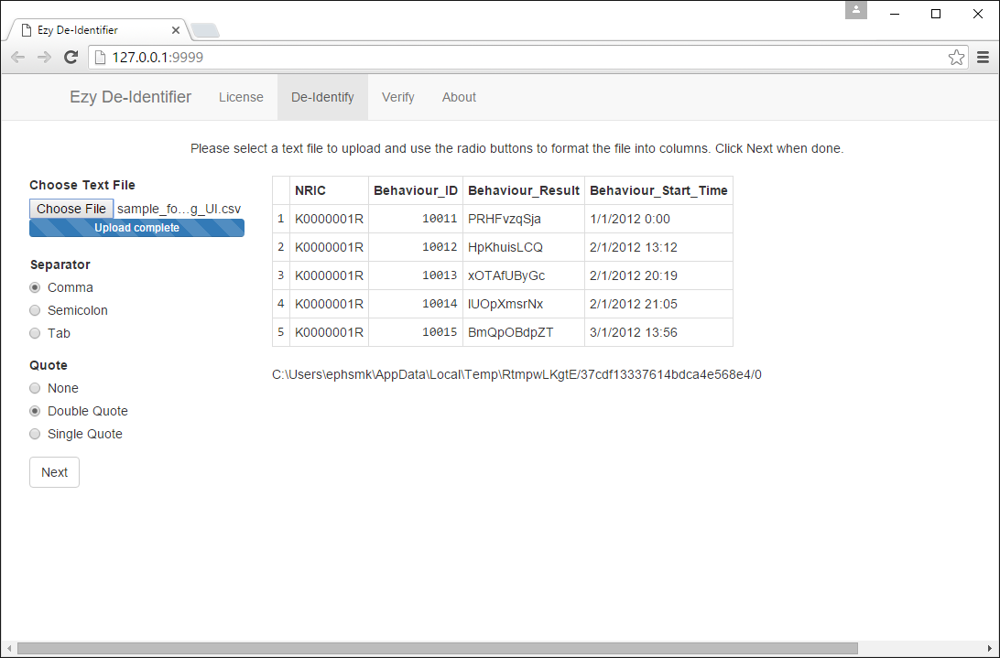 Ezy De-Identifier
127.0.0.1:9999
Ezy De-Identifier License De-Identify Verify About
Please select a text file to upload and use the radio buttons to format the file into columns. Click Next when done.
Choose Text File
Choose File sample_fo…g_UI.csv
Upload complete
Separator
Comma
Semicolon
Tab
Quote
None
Double Quote
Single Quote
Next
NRIC Behaviour_ID Behaviour_Result Behaviour_Start_Time
1 K0000001R 10011 PRHFvzqSja 1/1/2012 0:00
2 K0000001R 10012 HpKhuisLCQ 2/1/2012 13:12
3 K0000001R 10013 xOTAfUByGc 2/1/2012 20:19
4 K0000001R 10014 IUOpXmsrNx 2/1/2012 21:05
5 K0000001R 10015 BmQpOBdpZT 3/1/2012 13:56
C:\Users\ephsmk\AppData\Local\Temp\RtmpwLKgtE/37cdf13337614bdca4e568e4/0